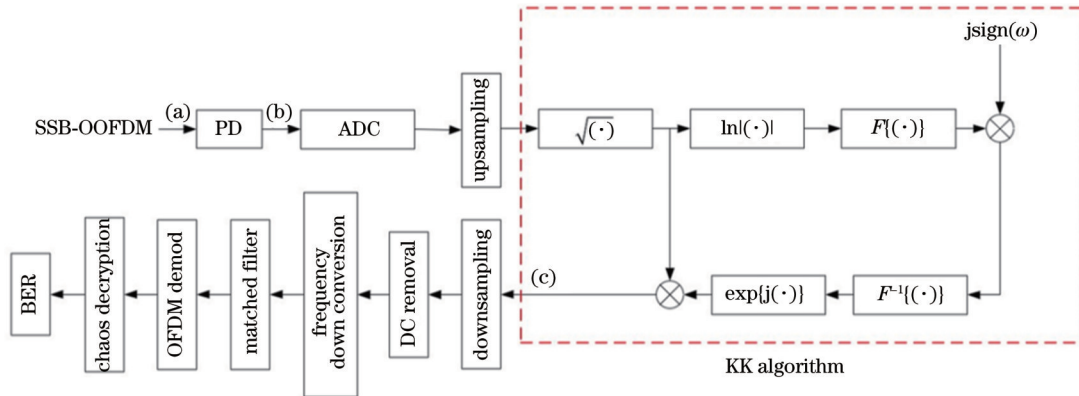 jsign(ω)
(a)
(b)
SSB-OOFDM
PD
ADC
upsampling
√(·)
ln|(·)|
F{(·)}
BER
chaos decryption
OFDM demod
matched filter
frequency
down conversion
DC removal
downsampling
(c)
exp{j(·)}
F⁻¹{(·)}
KK algorithm